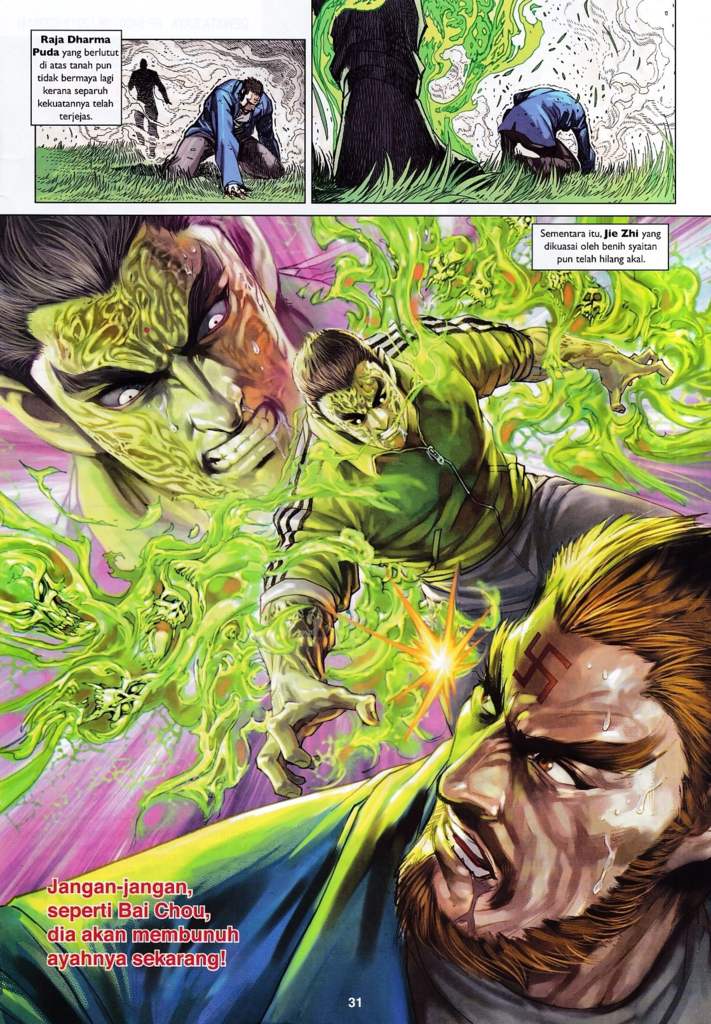 Raja Dharma
Puda yang berlutut
di atas tanah pun
tidak bermaya lagi
kerana separuh
kekuatannya telah
terjejas.
Sementara itu, Jie Zhi yang
dikuasai oleh benih syaitan
pun telah hilang akal.
Jangan-jangan,
seperti Bai Chou,
dia akan membunuh
ayahnya sekarang!
31